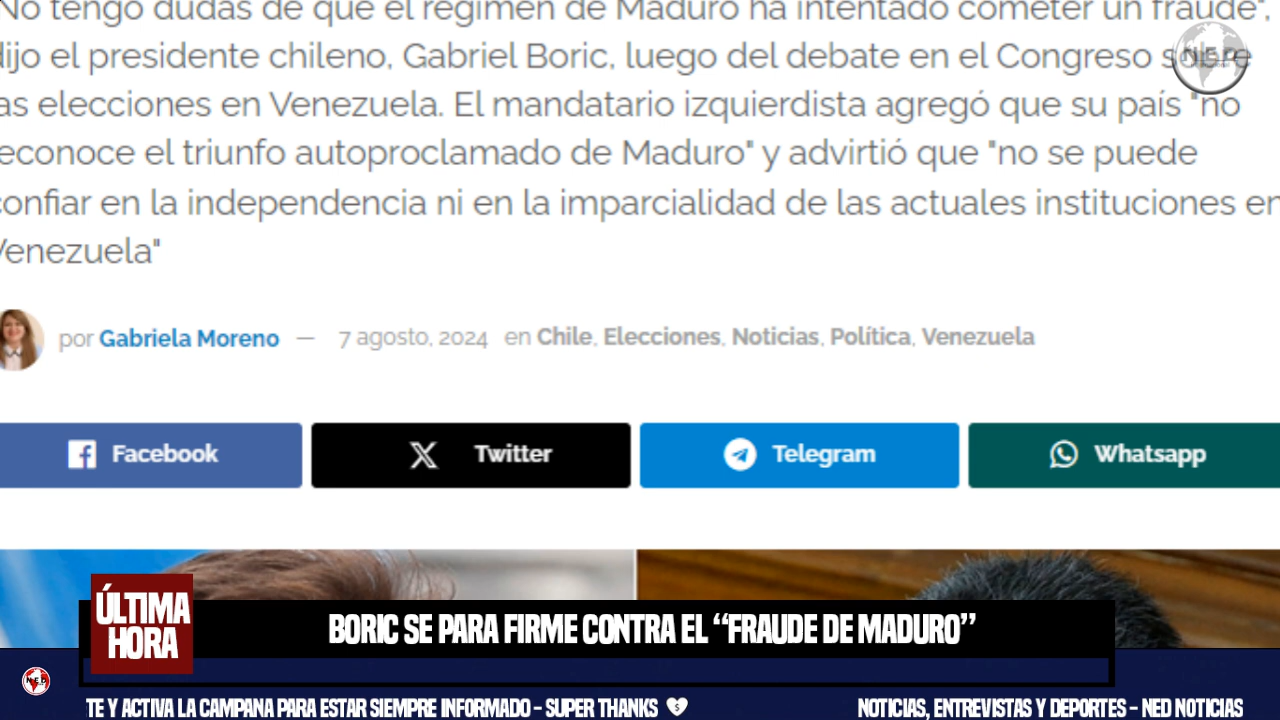 "No tengo dudas de que el régimen de Maduro ha intentado cometer un fraude",
dijo el presidente chileno, Gabriel Boric, luego del debate en el Congreso sobre
las elecciones en Venezuela. El mandatario izquierdista agregó que su país "no
reconoce el triunfo autoproclamado de Maduro" y advirtió que "no se puede
confiar en la independencia ni en la imparcialidad de las actuales instituciones en
Venezuela"
NED
por Gabriela Moreno — 7 agosto, 2024 en Chile, Elecciones, Noticias, Política, Venezuela
Facebook Twitter Telegram Whatsapp
ÚLTIMA
HORA
BORIC SE PARA FIRME CONTRA EL “FRAUDE DE MADURO”
NED
TE Y ACTIVA LA CAMPANA PARA ESTAR SIEMPRE INFORMADO - SUPER THANKS NOTICIAS, ENTREVISTAS Y DEPORTES - NED NOTICIAS